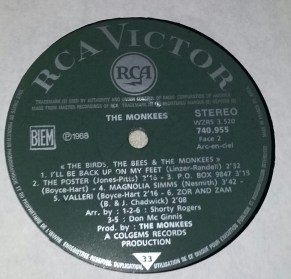 RCA VICTOR
RCA
THE MONKEES
STEREO
WZRS 3.520
740.955
Face 2
Arc-en-ciel
BIEM
℗1968
« THE BIRDS, THE BEES & THE MONKEES »
1. I'LL BE BACK UP ON MY FEET (Linzer-Randell) 2'32
2. THE POSTER (Jones-Pitts) 2'16 - 3. P.O. BOX 9847 2'15
(Boyce-Hart) - 4. MAGNOLIA SIMMS (Nesmith) 3'42 -
5. VALLERI (Boyce-Hart) 2'16 - 6. ZOR AND ZAM
(B. & J. Chadwick) 2'08
Arr. by : 1-2-6 : Shorty Rogers
3-5 : Don Mc Ginnis
Prod. by : THE MONKEES
A COLGEMS RECORDS
PRODUCTION
33